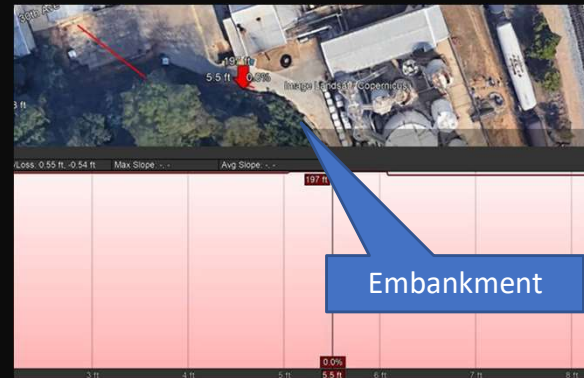 30th Ave
197 ft
5.5 ft 0.0%
Image Landsat / Copernicus
3 ft
/Loss: 0.55 ft, -0.54 ft Max Slope: -, - Avg Slope: -, -
197 ft
Embankment
0.0%
3 ft 4 ft 5 ft 5.5 ft 6 ft 7 ft 8 ft